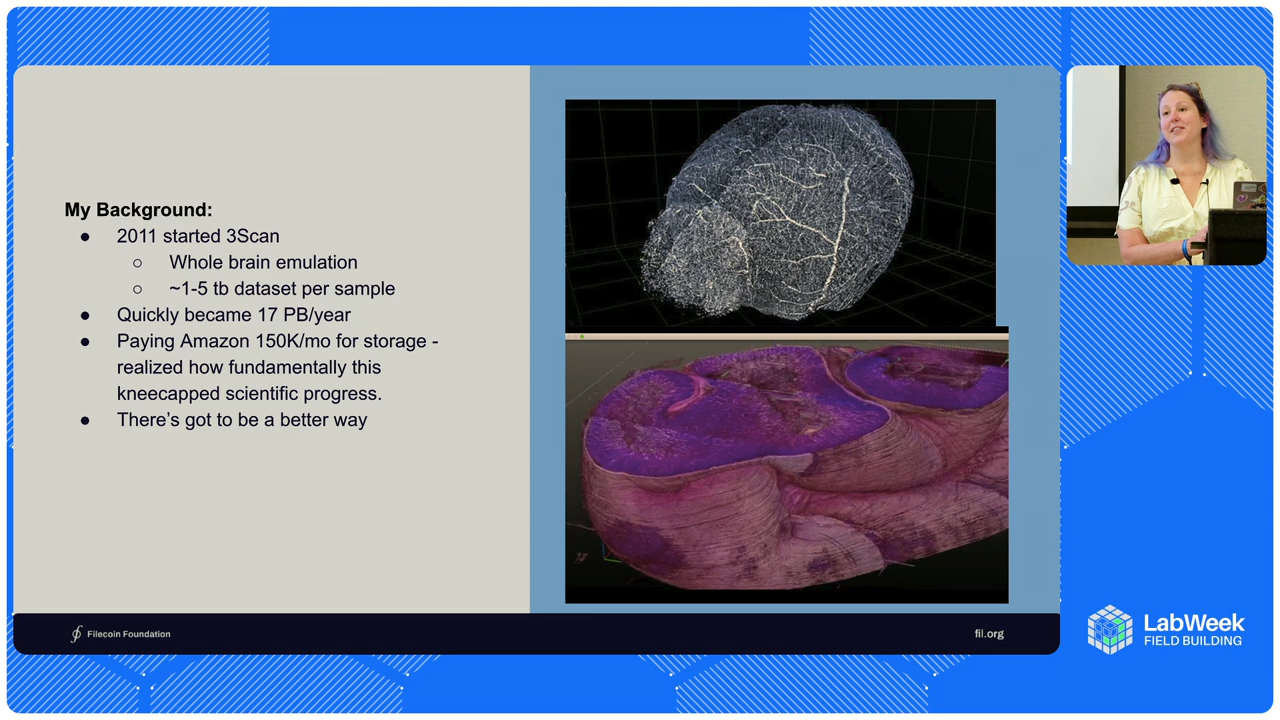 My Background:
● 2011 started 3Scan
○ Whole brain emulation
○ ~1-5 tb dataset per sample
● Quickly became 17 PB/year
● Paying Amazon 150K/mo for storage -
realized how fundamentally this
kneecapped scientific progress.
● There's got to be a better way
Filecoin Foundation
fil.org
LabWeek
FIELD BUILDING